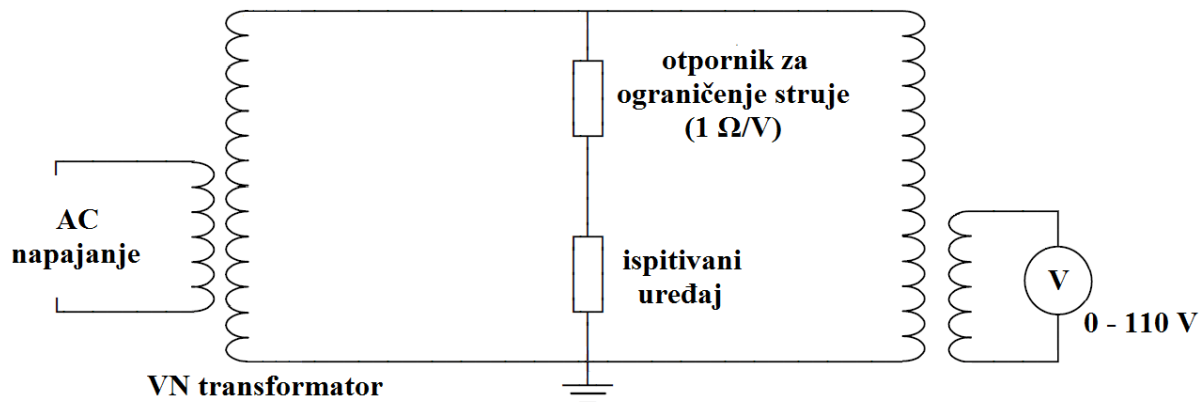 otpornik za
ograničenje struje
(1 Ω/V)
AC
napajanje
ispitivani
uređaj
V
0 - 110 V
VN transformator